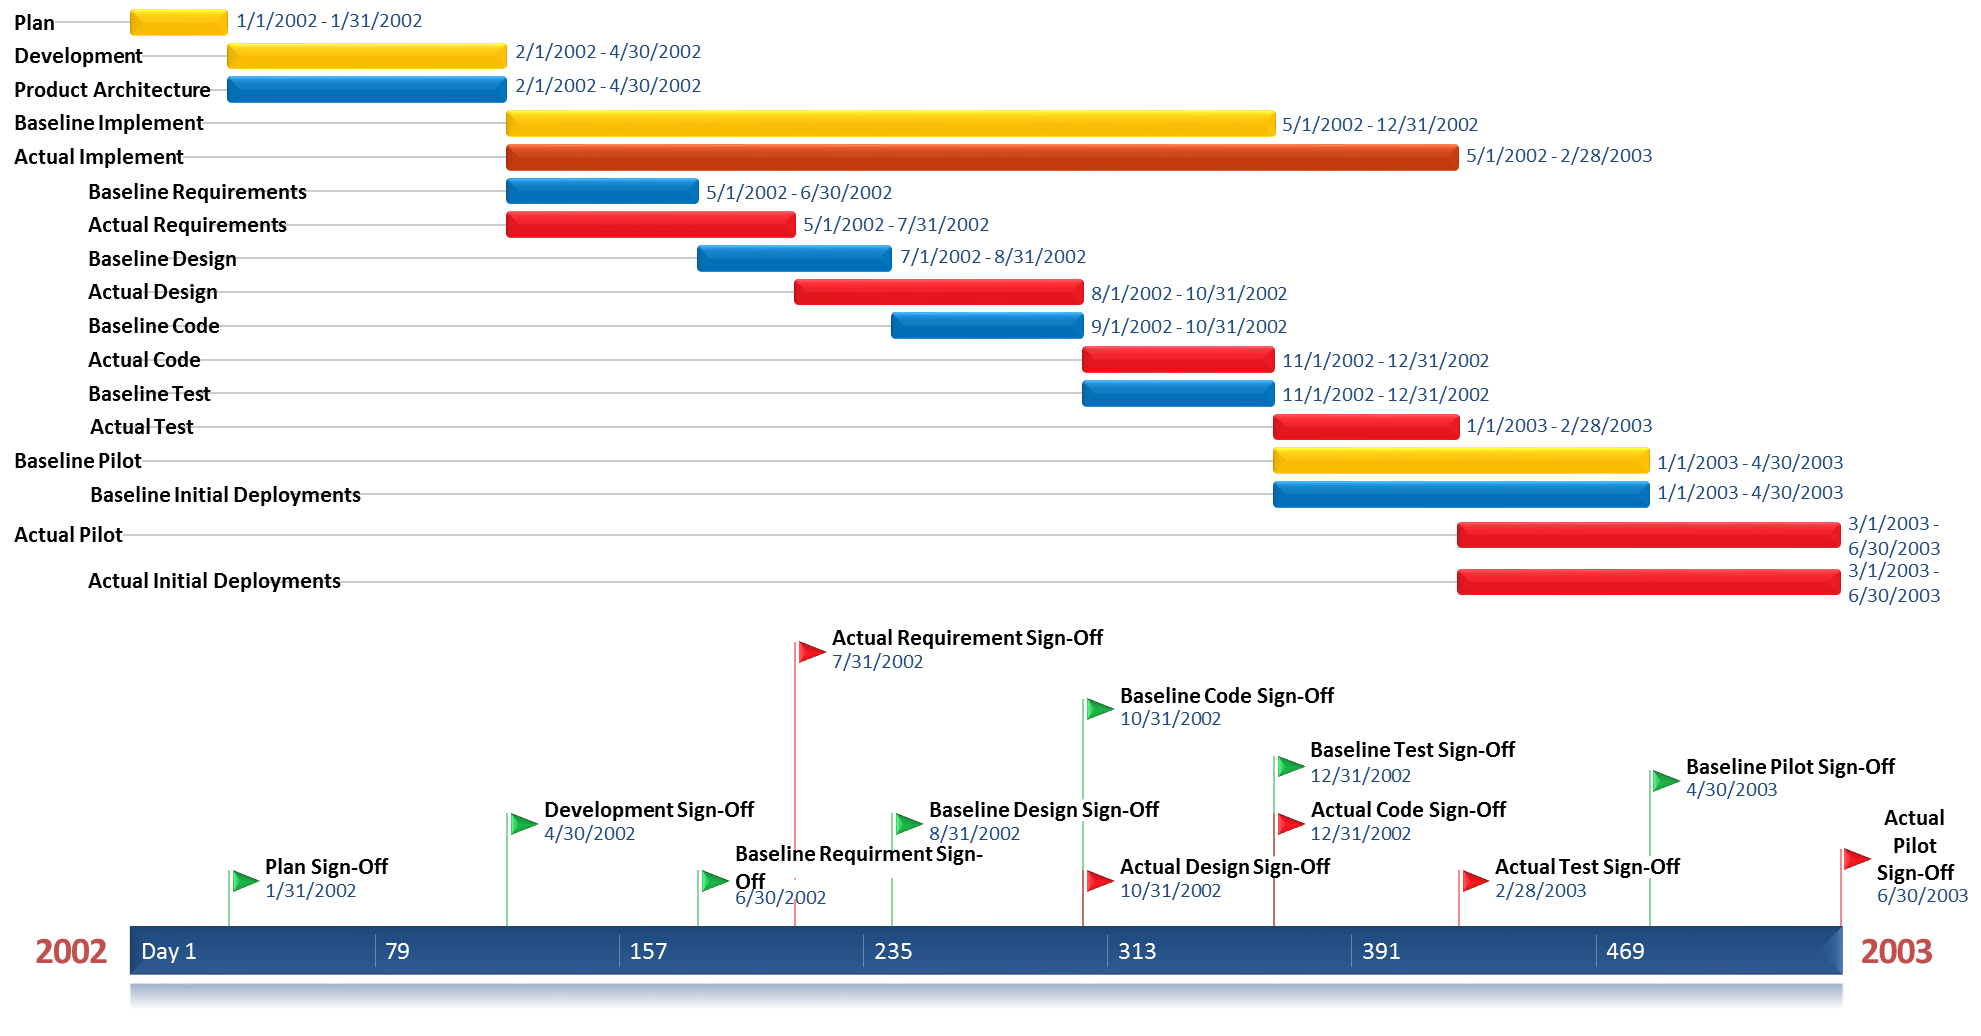 Plan 1/1/2002 - 1/31/2002
Development 2/1/2002 - 4/30/2002
Product Architecture 2/1/2002 - 4/30/2002
Baseline Implement 5/1/2002 - 12/31/2002
Actual Implement 5/1/2002 - 2/28/2003
Baseline Requirements 5/1/2002 - 6/30/2002
Actual Requirements 5/1/2002 - 7/31/2002
Baseline Design 7/1/2002 - 8/31/2002
Actual Design 8/1/2002 - 10/31/2002
Baseline Code 9/1/2002 - 10/31/2002
Actual Code 11/1/2002 - 12/31/2002
Baseline Test 11/1/2002 - 12/31/2002
Actual Test 1/1/2003 - 2/28/2003
Baseline Pilot 1/1/2003 - 4/30/2003
Baseline Initial Deployments 1/1/2003 - 4/30/2003
Actual Pilot 3/1/2003 -
6/30/2003
Actual Initial Deployments 3/1/2003 -
6/30/2003
Actual Requirement Sign-Off
7/31/2002
Baseline Code Sign-Off
10/31/2002
Baseline Test Sign-Off
12/31/2002
Baseline Pilot Sign-Off
4/30/2003
Development Sign-Off
4/30/2002
Baseline Design Sign-Off
8/31/2002
Actual Code Sign-Off
12/31/2002
Actual
Pilot
Sign-Off
6/30/2003
Plan Sign-Off
1/31/2002
Baseline Requirment Sign-
Off
6/30/2002
Actual Design Sign-Off
10/31/2002
Actual Test Sign-Off
2/28/2003
2002 Day 1 79 157 235 313 391 469 2003